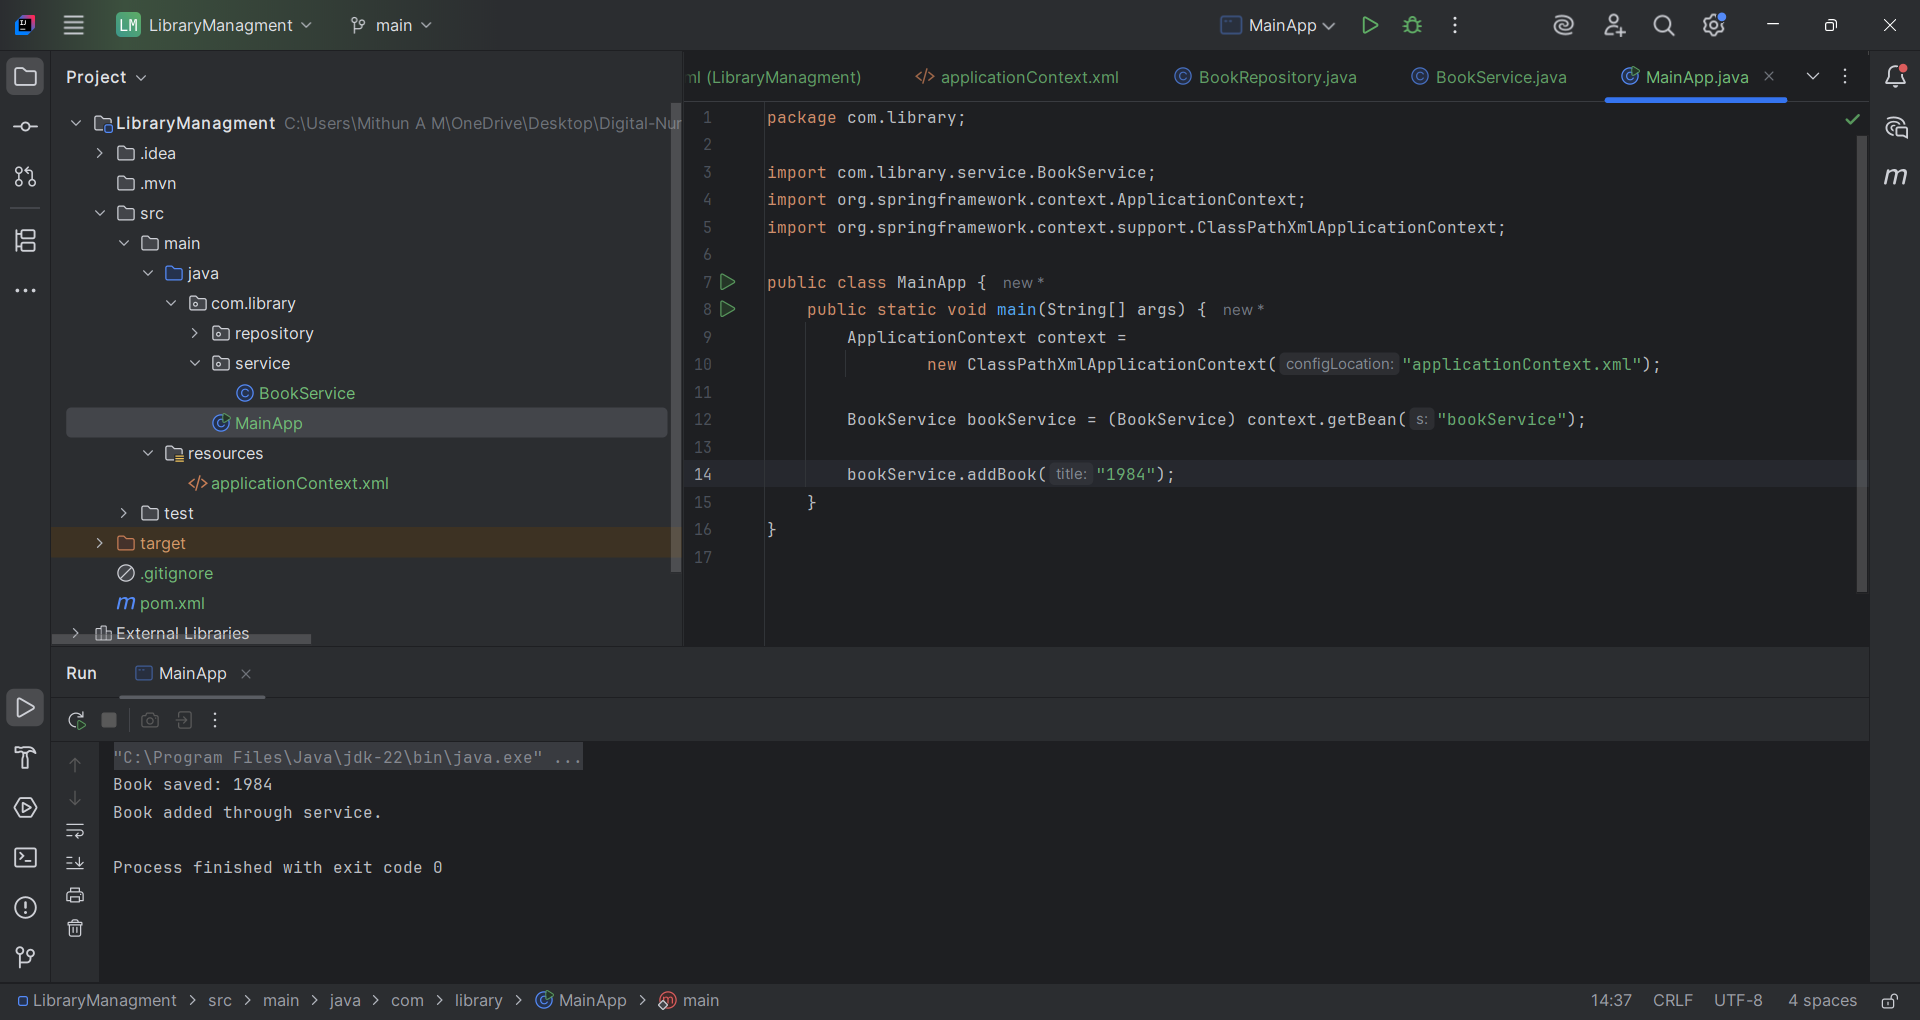 LM LibraryManagment main MainApp
Project
ml (LibraryManagment) applicationContext.xml BookRepository.java BookService.java MainApp.java
LibraryManagment C:\Users\Mithun A M\OneDrive\Desktop\Digital-Nur
.idea
.mvn
src
main
java
com.library
repository
service
BookService
MainApp
resources
applicationContext.xml
test
target
.gitignore
m pom.xml
External Libraries
1 package com.library;
2
3 import com.library.service.BookService;
4 import org.springframework.context.ApplicationContext;
5 import org.springframework.context.support.ClassPathXmlApplicationContext;
6
7 public class MainApp { new *
8 public static void main(String[] args) { new *
9 ApplicationContext context =
10 new ClassPathXmlApplicationContext( configLocation: "applicationContext.xml");
11
12 BookService bookService = (BookService) context.getBean( s: "bookService");
13
14 bookService.addBook( title: "1984");
15 }
16 }
17
m
Run MainApp
"C:\Program Files\Java\jdk-22\bin\java.exe" ...
Book saved: 1984
Book added through service.
Process finished with exit code 0
LibraryManagment > src > main > java > com > library > MainApp > main 14:37 CRLF UTF-8 4 spaces